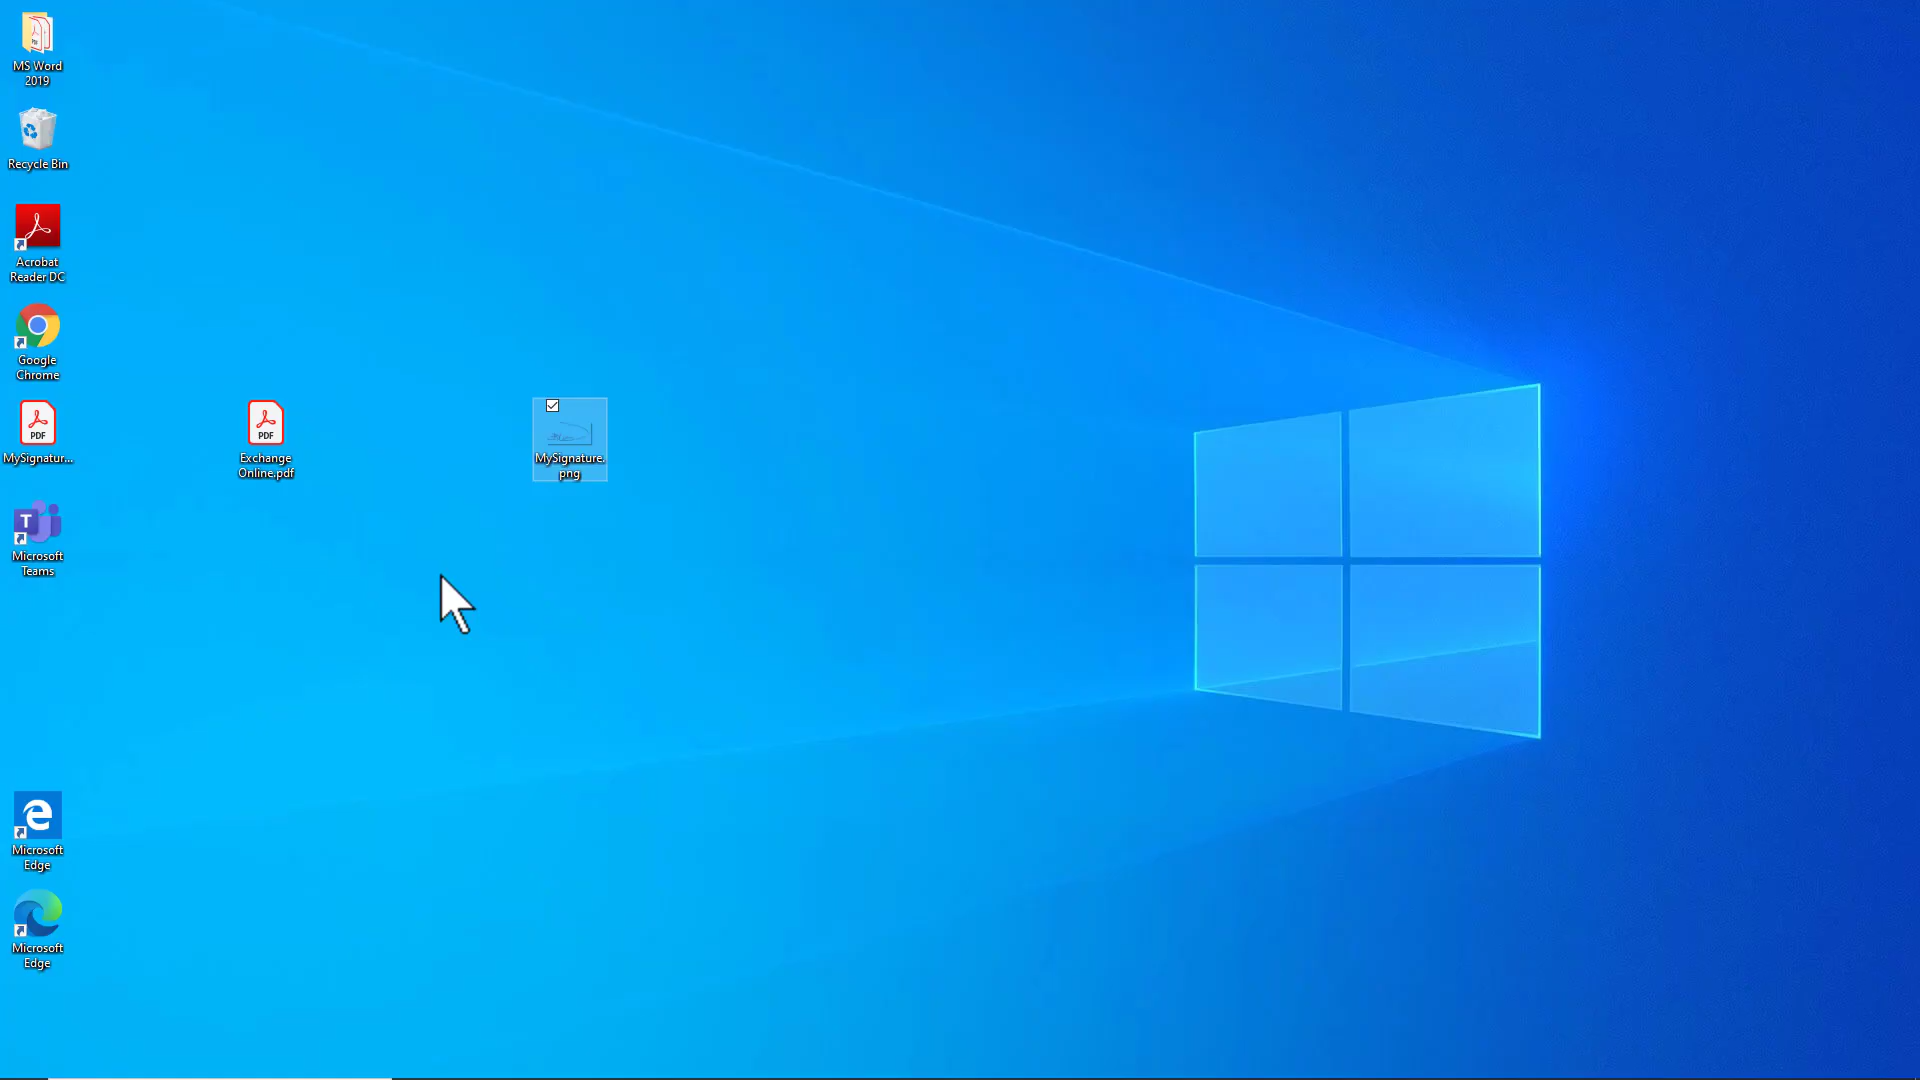 MS Word
2019
Recycle Bin
Acrobat
Reader DC
Google
Chrome
PDF
MySignatur...
PDF
Exchange
Online.pdf
MySignature.
png
T
Microsoft
Teams
Microsoft
Edge
Microsoft
Edge